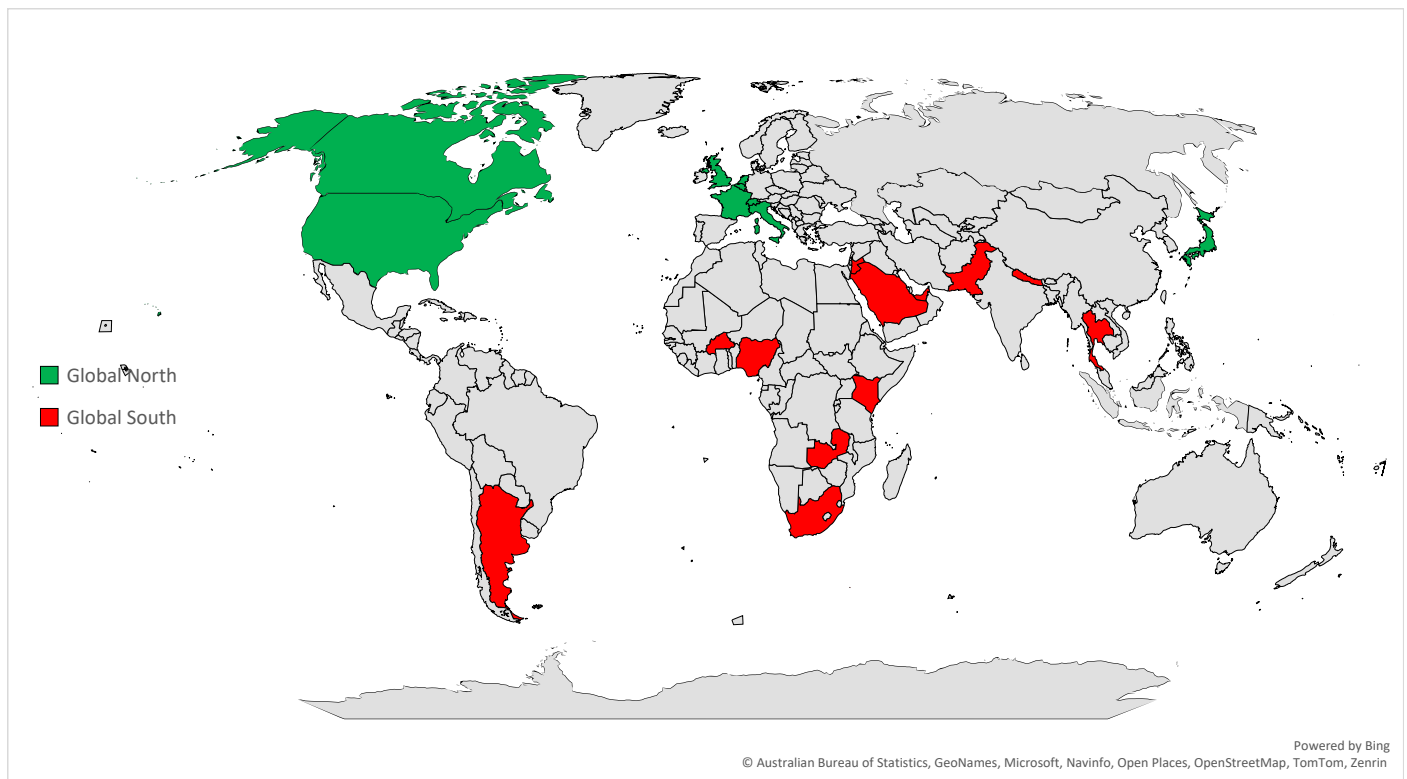 Global North
Global South
Powered by Bing
© Australian Bureau of Statistics, GeoNames, Microsoft, Navinfo, Open Places, OpenStreetMap, TomTom, Zenrin